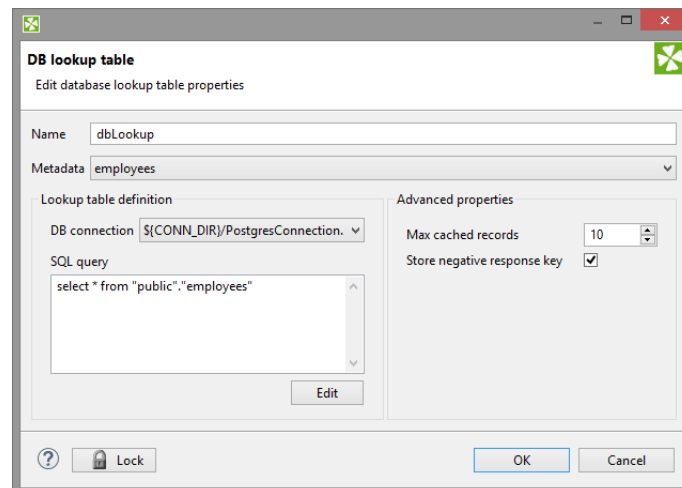 DB lookup table
Edit database lookup table properties
Name dbLookup
Metadata employees
Lookup table definition
DB connection ${CONN_DIR}/PostgresConnection.
SQL query
select * from "public"."employees"
Edit
Advanced properties
Max cached records 10
Store negative response key
? Lock OK Cancel